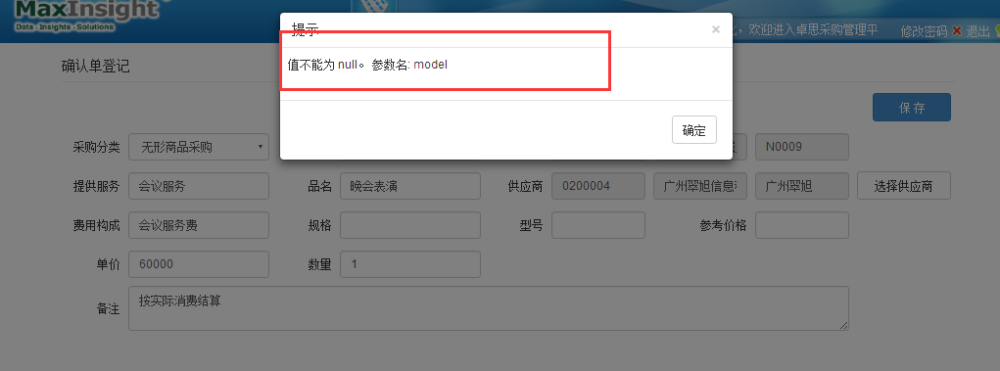 MaxInsight
Data · Insights · Solutions
欢迎进入卓思采购管理平
修改密码 退出
提示
×
值不能为 null。 参数名: model
确定
确认单登记
保 存
采购分类 无形商品采购 N0009
提供服务 会议服务 品名 晚会表演 供应商 0200004 广州翠旭信息 广州翠旭 选择供应商
费用构成 会议服务费 规格 型号 参考价格
单价 60000 数量 1
备注 按实际消费结算